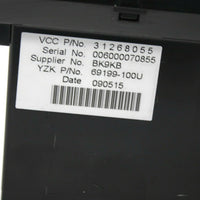 VCC P/No. 31268055
Serial No. 006000070855
Supplier No. BK9KB
YZK P/No. 69199-100U
Date 090515